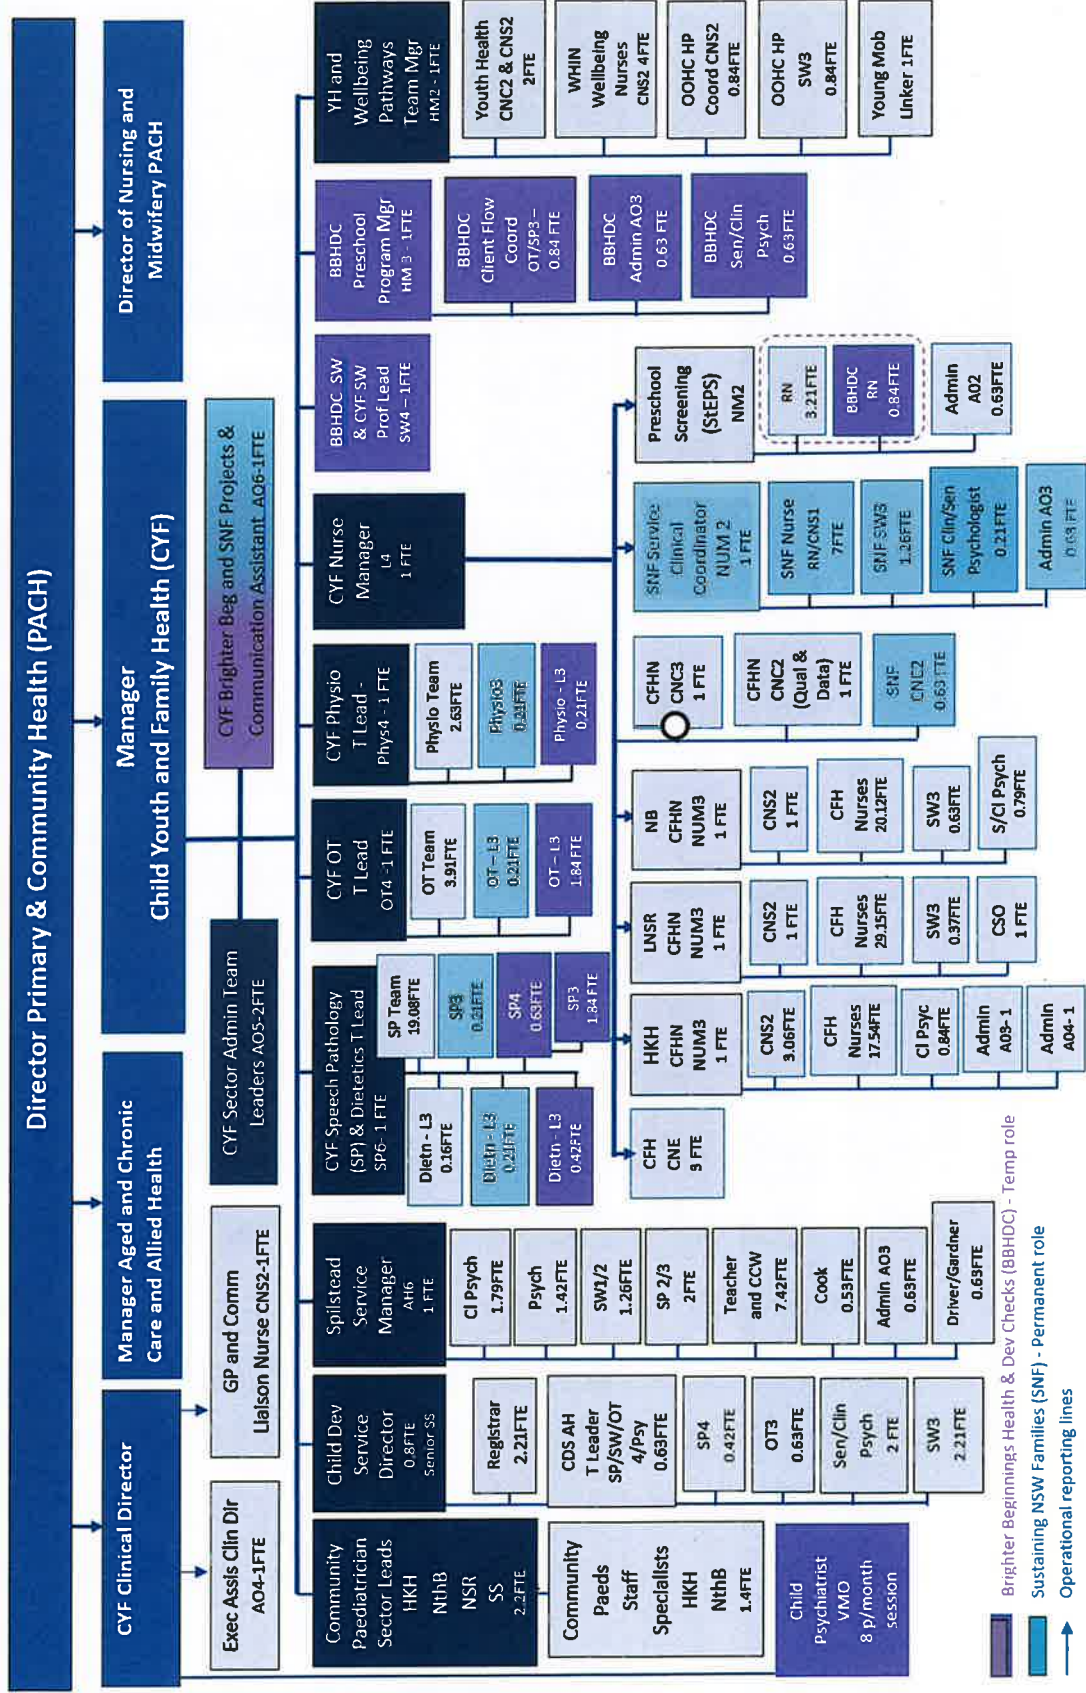 Director Primary & Community Health (PACH)
CYF Clinical Director
Manager Aged and Chronic
Care and Allied Health
Manager
Child Youth and Family Health (CYF)
Director of Nursing and
Midwifery PACH
Exec Assis Clin Dir
AO4-1FTE
GP and Comm
Liaison Nurse CNS2-1FTE
CYF Sector Admin Team
Leaders AO5-2FTE
CYF Brighter Beg and SNF Projects &
Communication Assistant AO6-1FTE
Community
Paediatrician
Sector Leads
HKH
NthB
NSR
SS
2.2FTE
Community
Paeds
Staff
Specialists
HKH
NthB
1.4FTE
Child
Psychiatrist
VMO
8 p/month
session
Child Dev
Service
Director
0.8FTE
Senior SS
Registrar
2.21FTE
CDS AH
T Leader
SP/SW/OT
4/Psy
0.63FTE
SP4
0.42FTE
OT3
0.63FTE
Sen/Clin
Psych
2 FTE
SW3
2.21FTE
Spilstead
Service
Manager
AH6
1 FTE
Cl Psych
1.79FTE
Psych
1.42FTE
SW1/2
1.26FTE
SP 2/3
2FTE
Teacher
and CCW
7.42FTE
Cook
0.53FTE
Admin AO3
0.63FTE
Driver/Gardner
0.63FTE
CYF Speech Pathology
(SP) & Dietetics T Lead
SP6- 1 FTE
Dietn - L3
0.16FTE
Dietn - L3
0.21FTE
Dietn - L3
0.42FTE
SP Team
19.08FTE
SP3
0.21FTE
SP4
0.63FTE
SP3
1.84 FTE
CYF OT
T Lead
OT4 -1 FTE
OT Team
3.91FTE
OT – L3
0.21FTE
OT – L3
1.84 FTE
CYF Physio
T Lead -
Phys4 - 1 FTE
Physio Team
2.63FTE
Physio3
0.21FTE
Physio - L3
0.21FTE
CYF Nurse
Manager
L4
1 FTE
BBHDC SW
& CYF SW
Prof Lead
SW4 – 1FTE
BBHDC
Preschool
Program Mgr
HM 3 - 1FTE
BBHDC
Client Flow
Coord
OT/SP3 –
0.84 FTE
BBHDC
Admin AO3
0.63 FTE
BBHDC
Sen/Clin
Psych
0.63FTE
YH and
Wellbeing
Pathways
Team Mgr
HM2 - 1FTE
Youth Health
CNC2 & CNS2
2FTE
WHIN
Wellbeing
Nurses
CNS2 4FTE
OOHC HP
Coord CNS2
0.84FTE
OOHC HP
SW3
0.84FTE
Young Mob
Linker 1FTE
CFH
CNE
3 FTE
HKH
CFHN
NUM3
1 FTE
CNS2
3.06FTE
CFH
Nurses
17.54FTE
Cl Psyc
0.84FTE
Admin
A03- 1
Admin
A04- 1
LNSR
CFHN
NUM3
1 FTE
CNS2
1 FTE
CFH
Nurses
29.15FTE
SW3
0.37FTE
CSO
1 FTE
NB
CFHN
NUM3
1 FTE
CNS2
1 FTE
CFH
Nurses
20.12FTE
SW3
0.63FTE
S/Cl Psych
0.79FTE
CFHN
CNC3
1 FTE
CFHN
CNC2
(Qual &
Data)
1 FTE
SNF
CNC2
0.63 FTE
SNF Service
Clinical
Coordinator
NUM 2
1 FTE
SNF Nurse
RN/CNS1
7FTE
SNF SW3
1.26FTE
SNF Clin/Sen
Psychologist
0.21FTE
Admin AO3
0.63 FTE
Preschool
Screening
(StEPS)
NM2
RN
3.21FTE
BBHDC
RN
0.84FTE
Admin
A02
0.63FTE
Brighter Beginnings Health & Dev Checks (BBHDC) - Temp role
Sustaining NSW Families (SNF) - Permanent role
Operational reporting lines